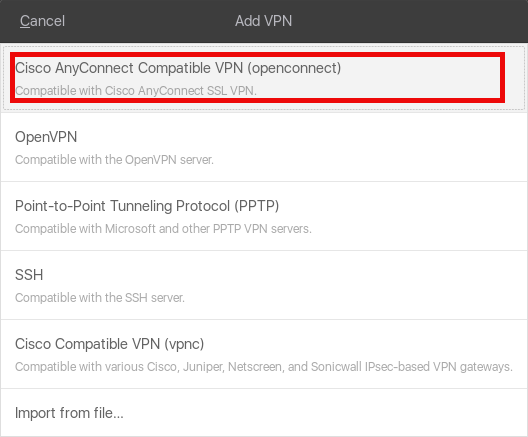 Cancel
Add VPN
Cisco AnyConnect Compatible VPN (openconnect)
Compatible with Cisco AnyConnect SSL VPN.
OpenVPN
Compatible with the OpenVPN server.
Point-to-Point Tunneling Protocol (PPTP)
Compatible with Microsoft and other PPTP VPN servers.
SSH
Compatible with the SSH server.
Cisco Compatible VPN (vpnc)
Compatible with various Cisco, Juniper, Netscreen, and Sonicwall IPsec-based VPN gateways.
Import from file...